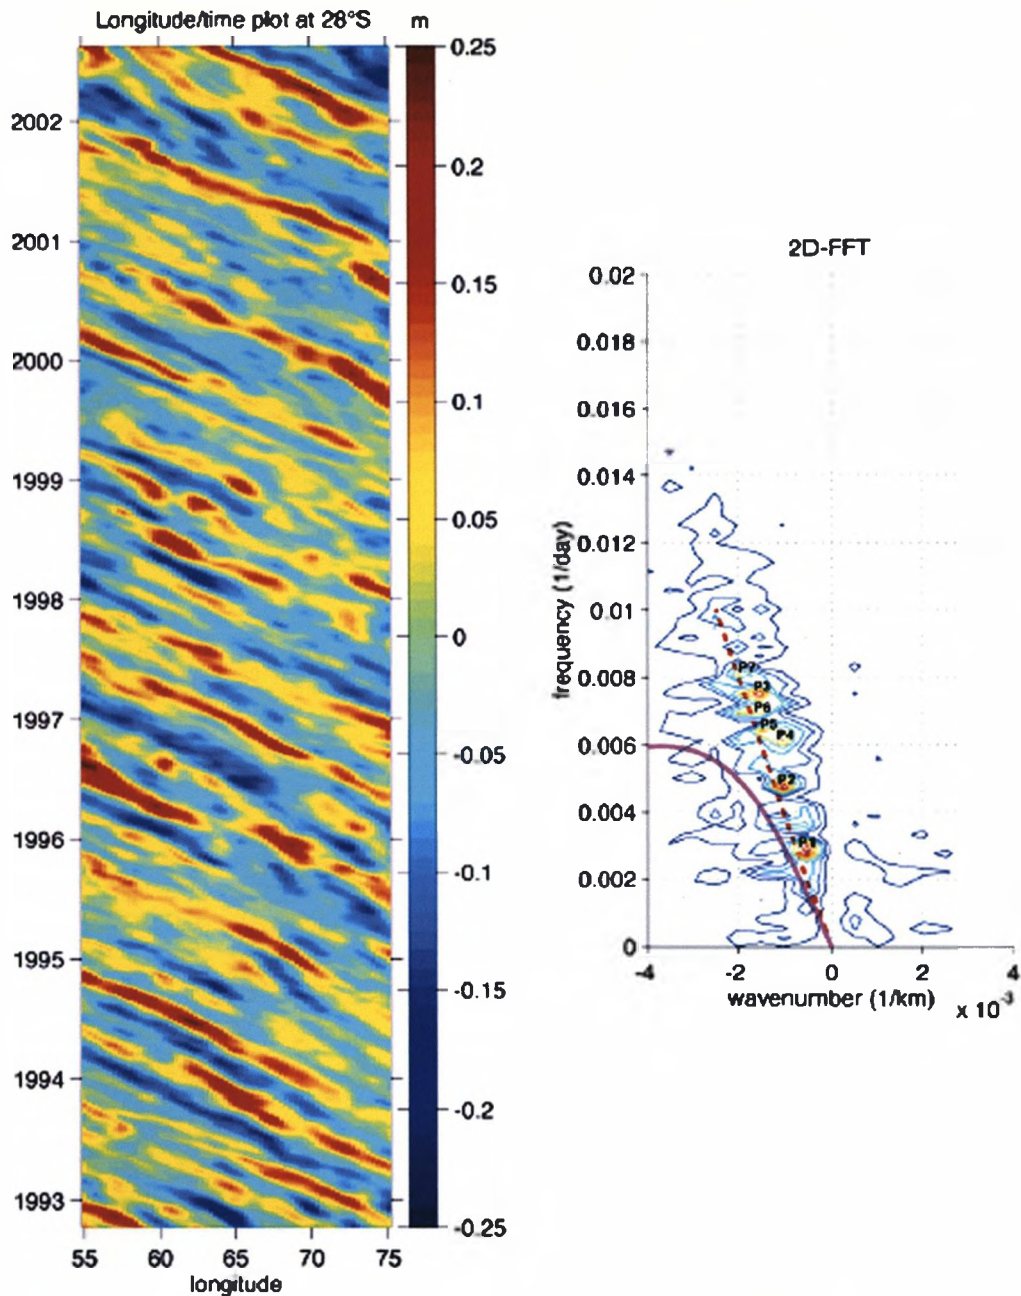 Longitude/time plot at 28°S
m
2002
2001
2000
1999
1998
1997
1996
1995
1994
1993
55 60 65 70 75
longitude
0.25
0.2
0.15
0.1
0.05
0
-0.05
-0.1
-0.15
-0.2
-0.25
2D-FFT
0.02
0.018
0.016
0.014
0.012
0.01
0.008
0.006
0.004
0.002
0
frequency (1/day)
P7
P3
P6
P5 P4
P2
P1
-4 -2 0 2 4
wavenumber (1/km)
x 10-3